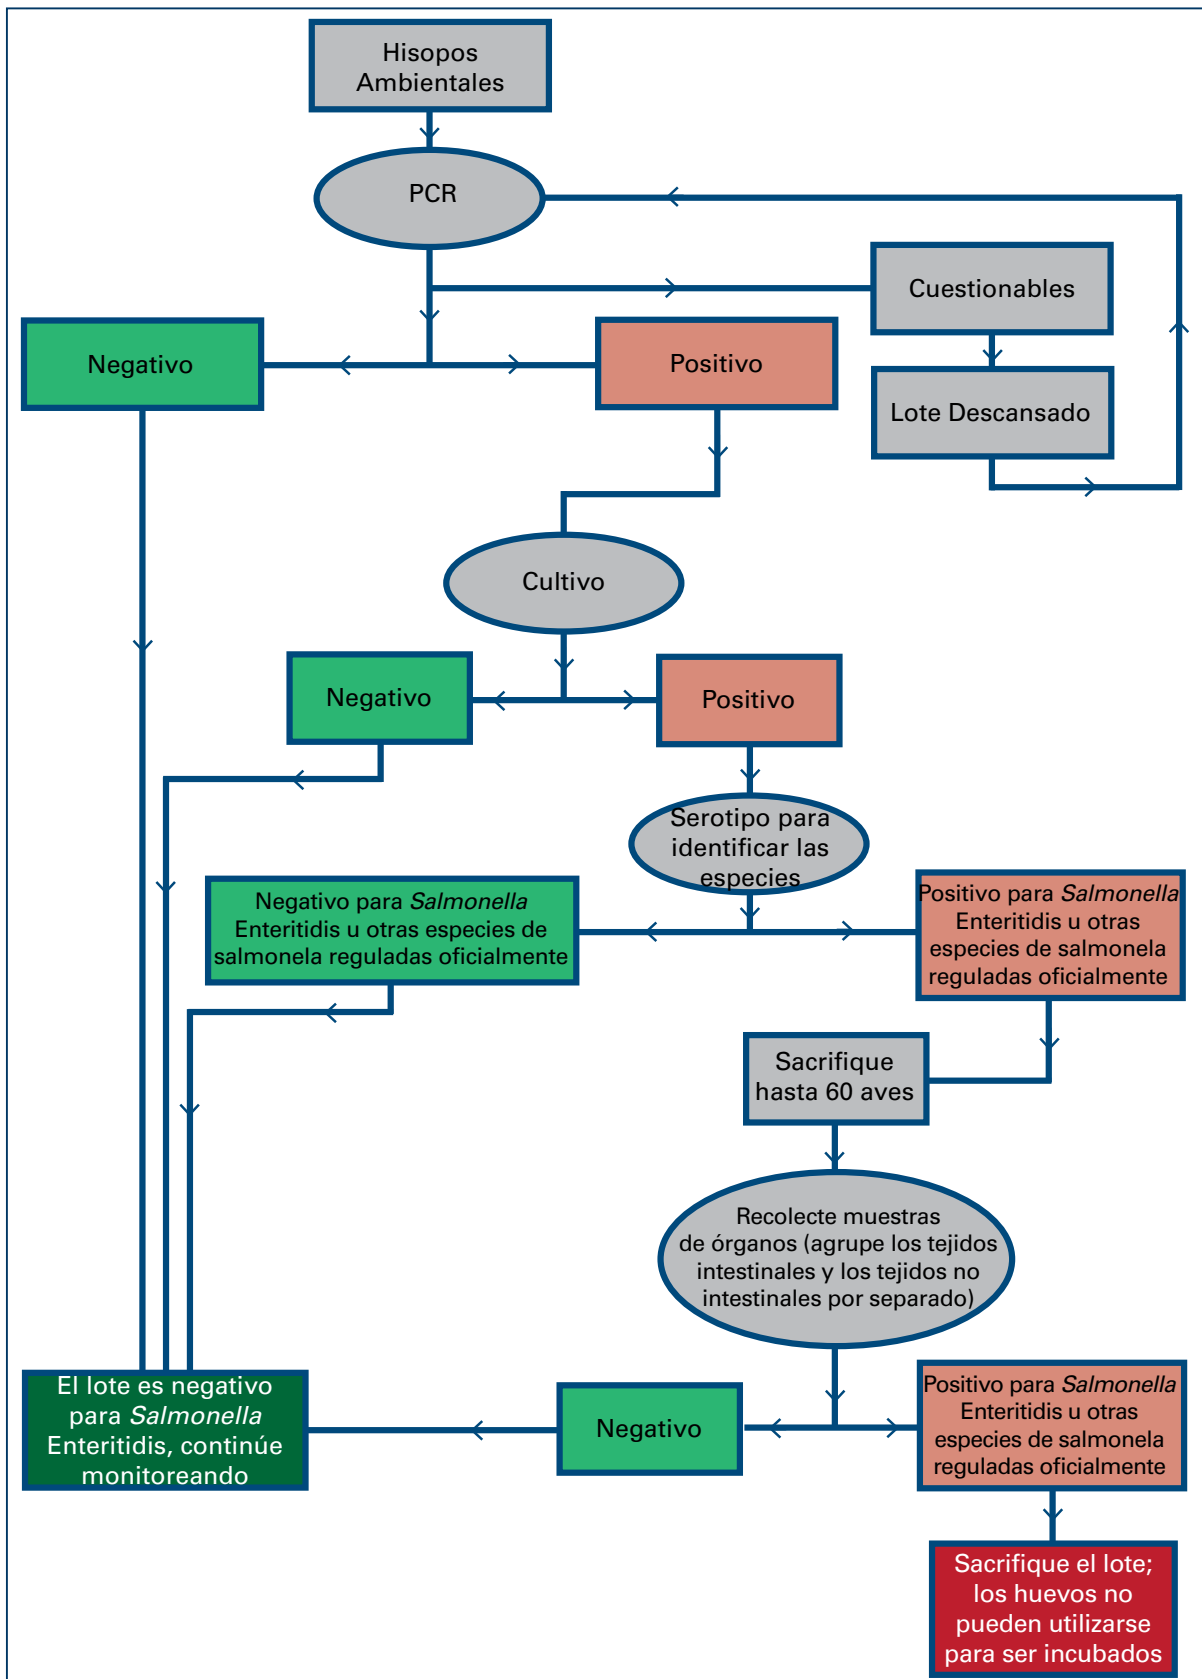 Hisopos
Ambientales
PCR
Cuestionables
Negativo
Positivo
Lote Descansado
Cultivo
Negativo
Positivo
Serotipo para
identificar las
especies
Negativo para Salmonella
Enteritidis u otras especies de
salmonela reguladas oficialmente
Positivo para Salmonella
Enteritidis u otras
especies de salmonela
reguladas oficialmente
Sacrifique
hasta 60 aves
Recolecte muestras
de órganos (agrupe los tejidos
intestinales y los tejidos no
intestinales por separado)
El lote es negativo
para Salmonella
Enteritidis, continúe
monitoreando
Negativo
Positivo para Salmonella
Enteritidis u otras
especies de salmonela
reguladas oficialmente
Sacrifique el lote;
los huevos no
pueden utilizarse
para ser incubados